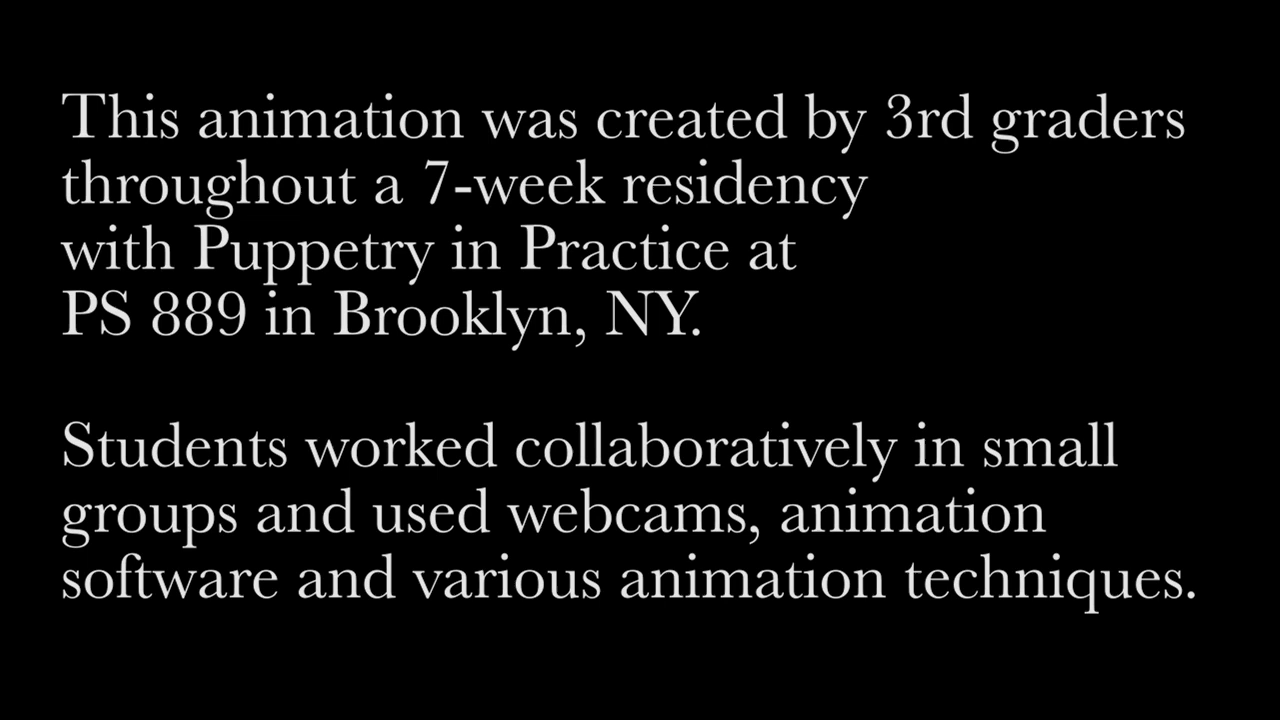 This animation was created by 3rd graders
throughout a 7-week residency
with Puppetry in Practice at
PS 889 in Brooklyn, NY.
Students worked collaboratively in small
groups and used webcams, animation
software and various animation techniques.